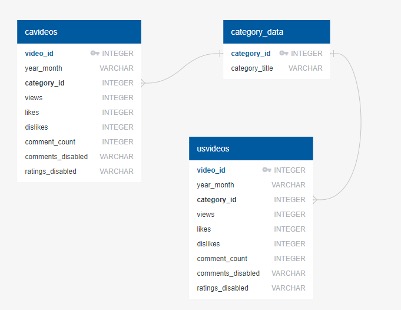 cavideos
video_id INTEGER
year_month VARCHAR
category_id INTEGER
views INTEGER
likes INTEGER
dislikes INTEGER
comment_count INTEGER
comments_disabled VARCHAR
ratings_disabled VARCHAR
category_data
category_id INTEGER
category_title VARCHAR
usvideos
video_id INTEGER
year_month VARCHAR
category_id INTEGER
views INTEGER
likes INTEGER
dislikes INTEGER
comment_count INTEGER
comments_disabled VARCHAR
ratings_disabled VARCHAR